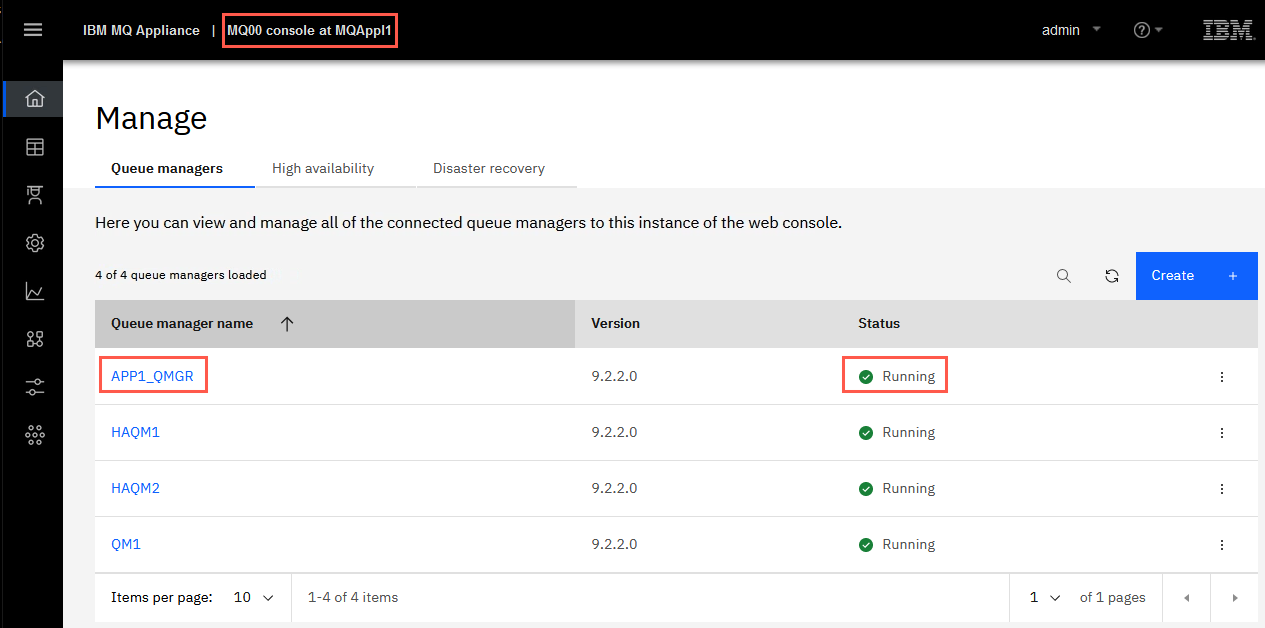 IBM MQ Appliance | MQ00 console at MQAppl1
admin
IBM
Manage
Queue managers High availability Disaster recovery
Here you can view and manage all of the connected queue managers to this instance of the web console.
4 of 4 queue managers loaded
Create +
Queue manager name Version Status
APP1_QMGR 9.2.2.0 Running
HAQM1 9.2.2.0 Running
HAQM2 9.2.2.0 Running
QM1 9.2.2.0 Running
Items per page: 10 1-4 of 4 items 1 of 1 pages